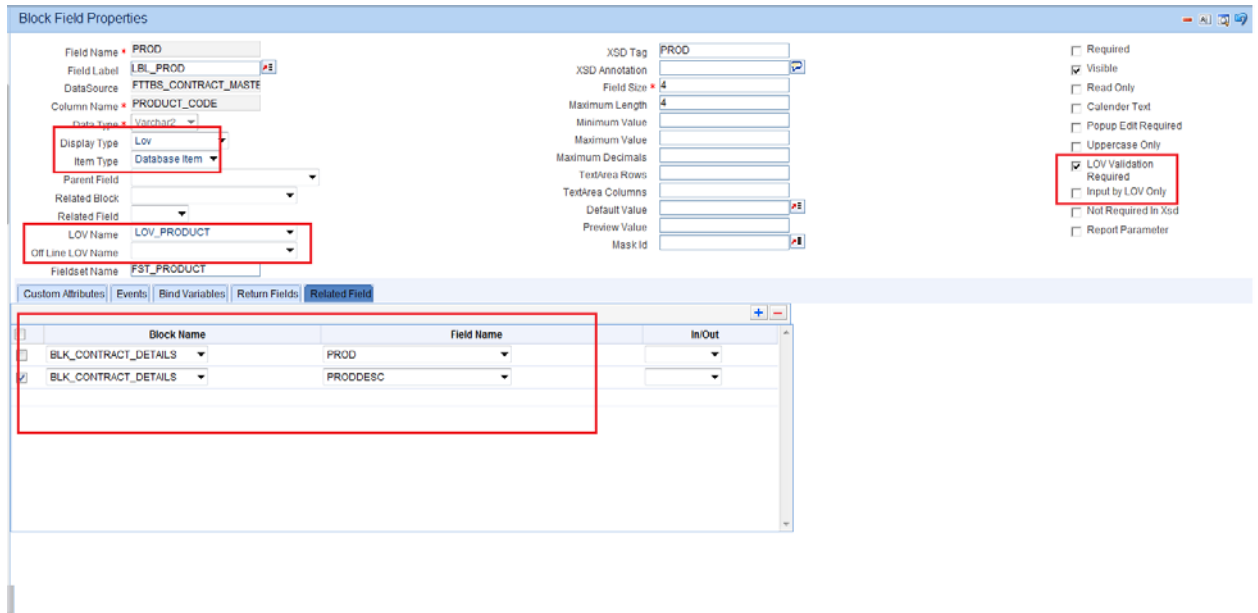 Block Field Properties
Field Name * PROD
Field Label LBL_PROD
DataSource FTTBS_CONTRACT_MASTE
Column Name * PRODUCT_CODE
Data Type * Varchar2
Display Type Lov
Item Type Database Item
Parent Field
Related Block
Related Field
LOV Name LOV_PRODUCT
Off Line LOV Name
Fieldset Name FST_PRODUCT
XSD Tag PROD
XSD Annotation
Field Size * 4
Maximum Length 4
Minimum Value
Maximum Value
Maximum Decimals
TextArea Rows
TextArea Columns
Default Value
Preview Value
Mask Id
Required
Visible
Read Only
Calender Text
Popup Edit Required
Uppercase Only
LOV Validation
Required
Input by LOV Only
Not Required In Xsd
Report Parameter
Custom Attributes Events Bind Variables Return Fields Related Field
Block Name Field Name In/Out
BLK_CONTRACT_DETAILS PROD
BLK_CONTRACT_DETAILS PRODDESC